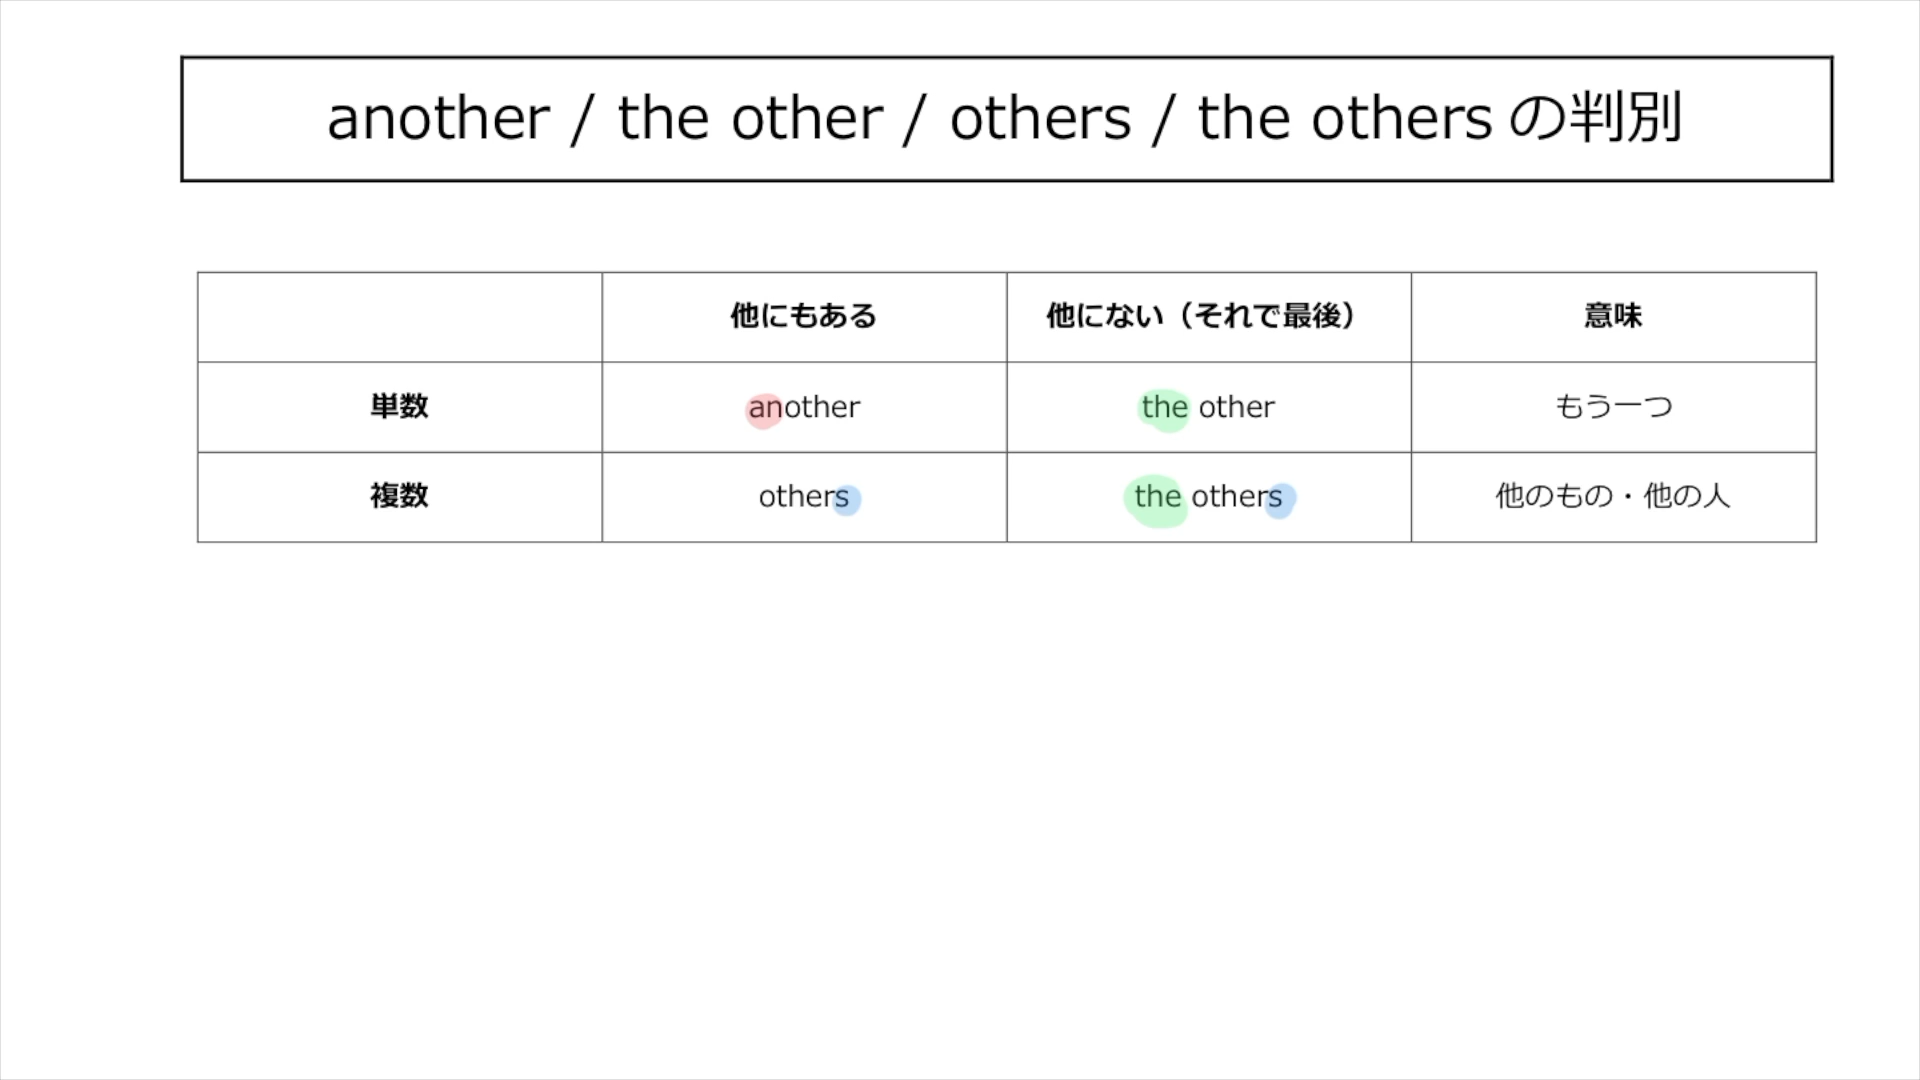 another / the other / others / the others の判別
他にもある 他にない（それで最後） 意味
単数 another the other もう一つ
複数 others the others 他のもの・他の人